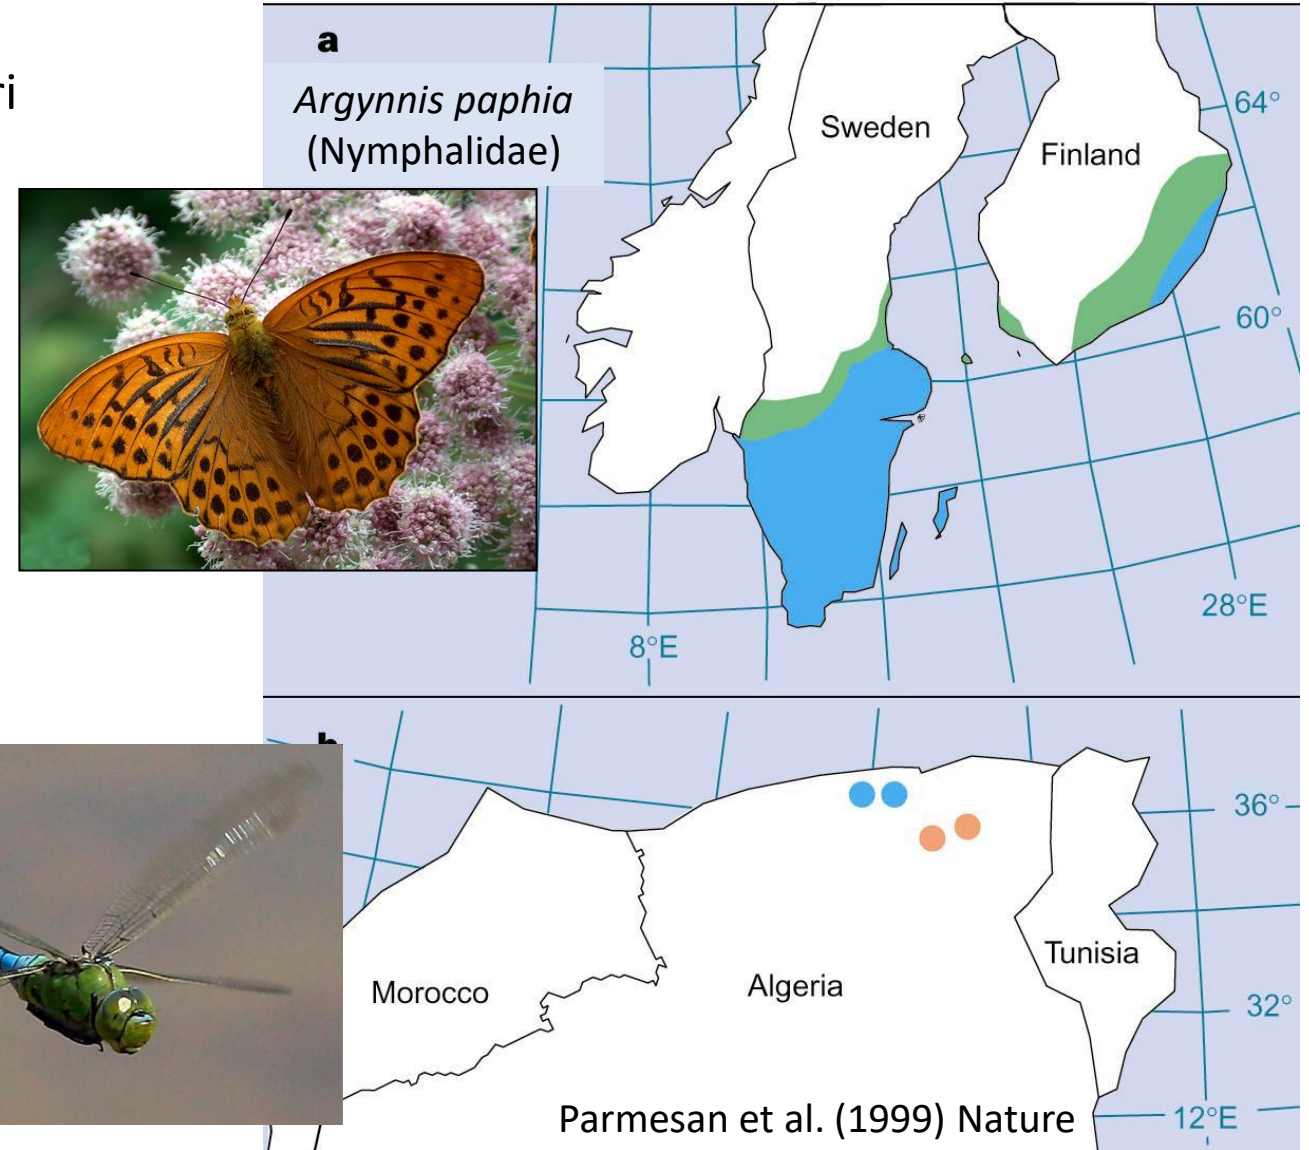 ri
a
Argynnis paphia
(Nymphalidae)
Sweden
Finland
64°
60°
28°E
8°E
36°
Tunisia
Morocco
Algeria
32°
Parmesan et al. (1999) Nature
12°E